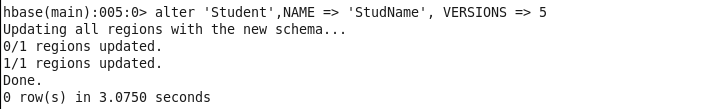 hbase(main):005:0> alter 'Student',NAME => 'StudName', VERSIONS => 5
Updating all regions with the new schema...
0/1 regions updated.
1/1 regions updated.
Done.
0 row(s) in 3.0750 seconds